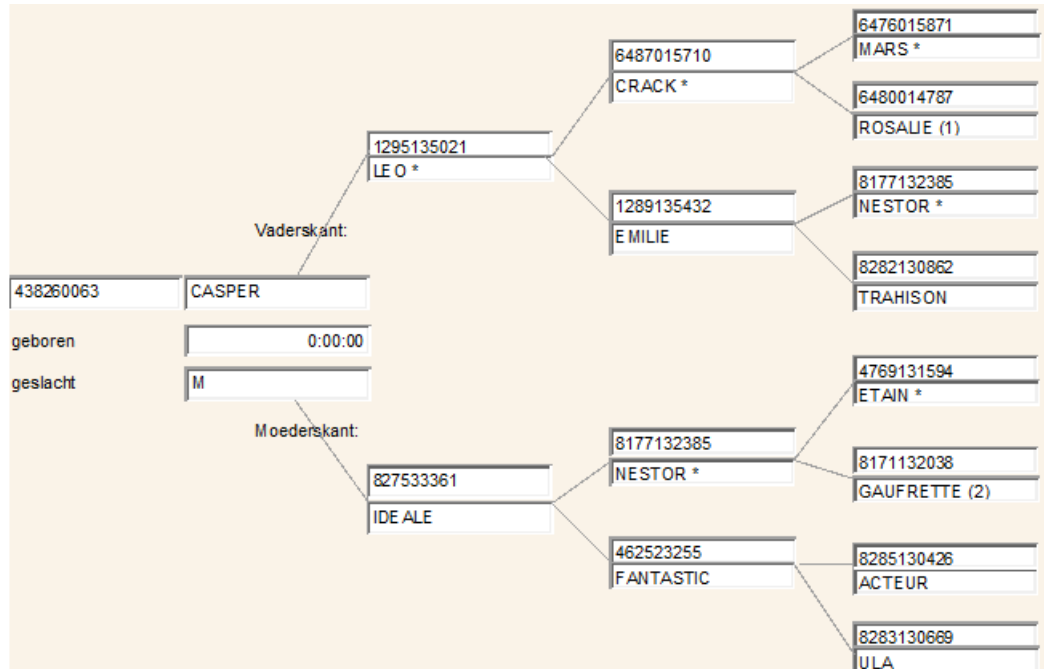 6476015871
MARS *
6487015710
CRACK *
6480014787
ROSALIE (1)
1295135021
LEO *
8177132385
NESTOR *
1289135432
EMILIE
Vaderskant:
8282130862
TRAHISON
438260063 CASPER
geboren 0:00:00
geslacht M
4769131594
ETAIN *
Moederskant:
8177132385
NESTOR *
8171132038
GAUFRETTE (2)
827533361
IDEALE
462523255
FANTASTIC
8285130426
ACTEUR
8283130669
ULA